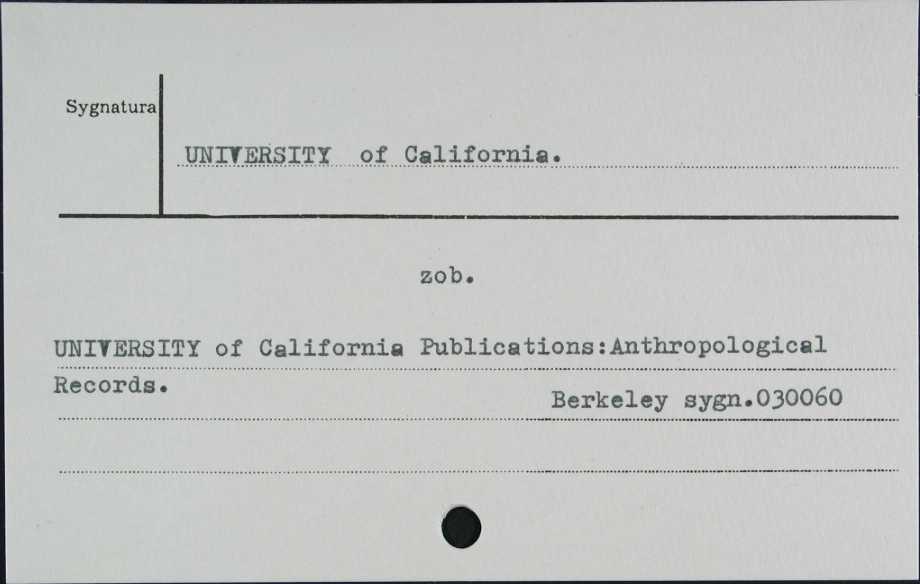 Sygnatura
UNIVERSITY of California.
zob.
UNIVERSITY of California Publications:Anthropological
Records.
Berkeley sygn.030060